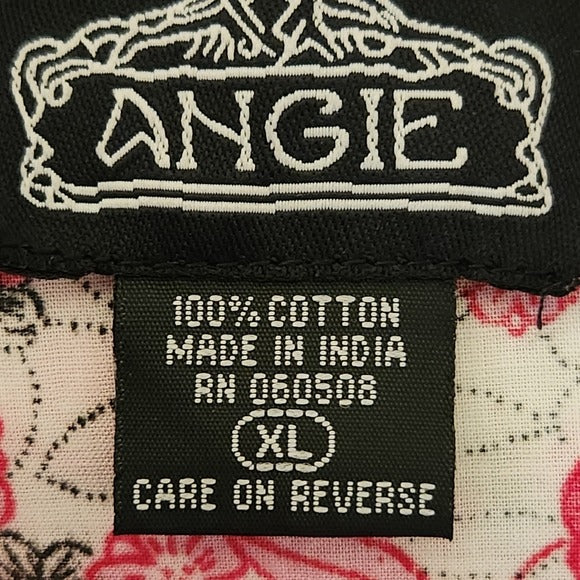 ANGIE
100% COTTON
MADE IN INDIA
RN 060508
XL
CARE ON REVERSE